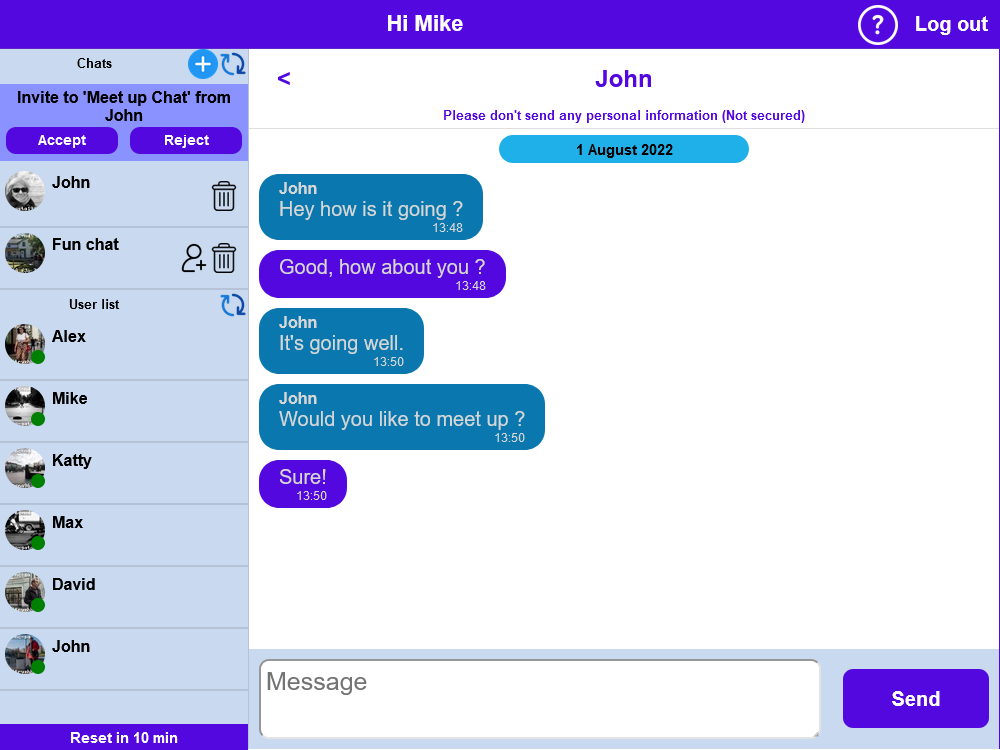 Hi Mike
?
Log out
Chats
Invite to 'Meet up Chat' from
John
Accept
Reject
John
Fun chat
User list
Alex
Mike
Katty
Max
David
John
Reset in 10 min
<
John
Please don't send any personal information (Not secured)
1 August 2022
John
Hey how is it going ?
13:48
Good, how about you ?
13:48
John
It's going well.
13:50
John
Would you like to meet up ?
13:50
Sure!
13:50
Message
Send